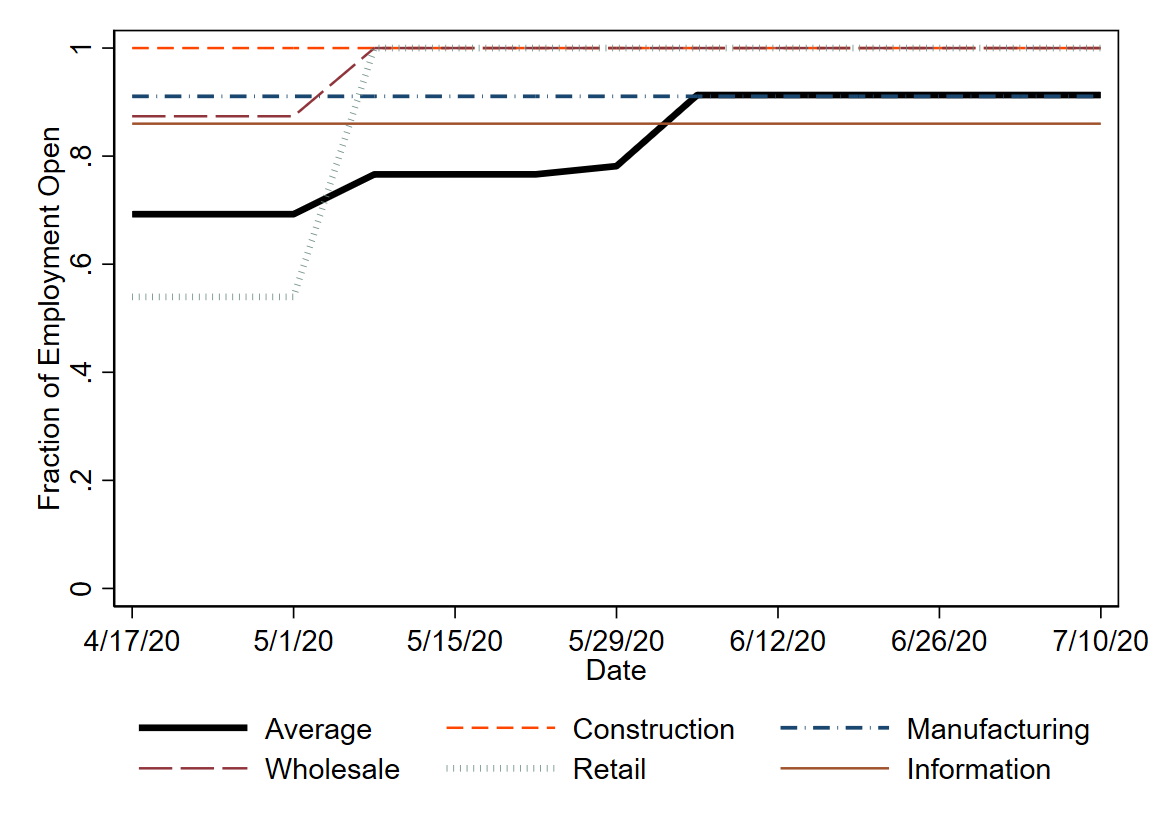 Fraction of Employment Open
1
.8
.6
.4
.2
0
4/17/20 5/1/20 5/15/20 5/29/20 6/12/20 6/26/20 7/10/20
Date
Average Construction Manufacturing
Wholesale Retail Information